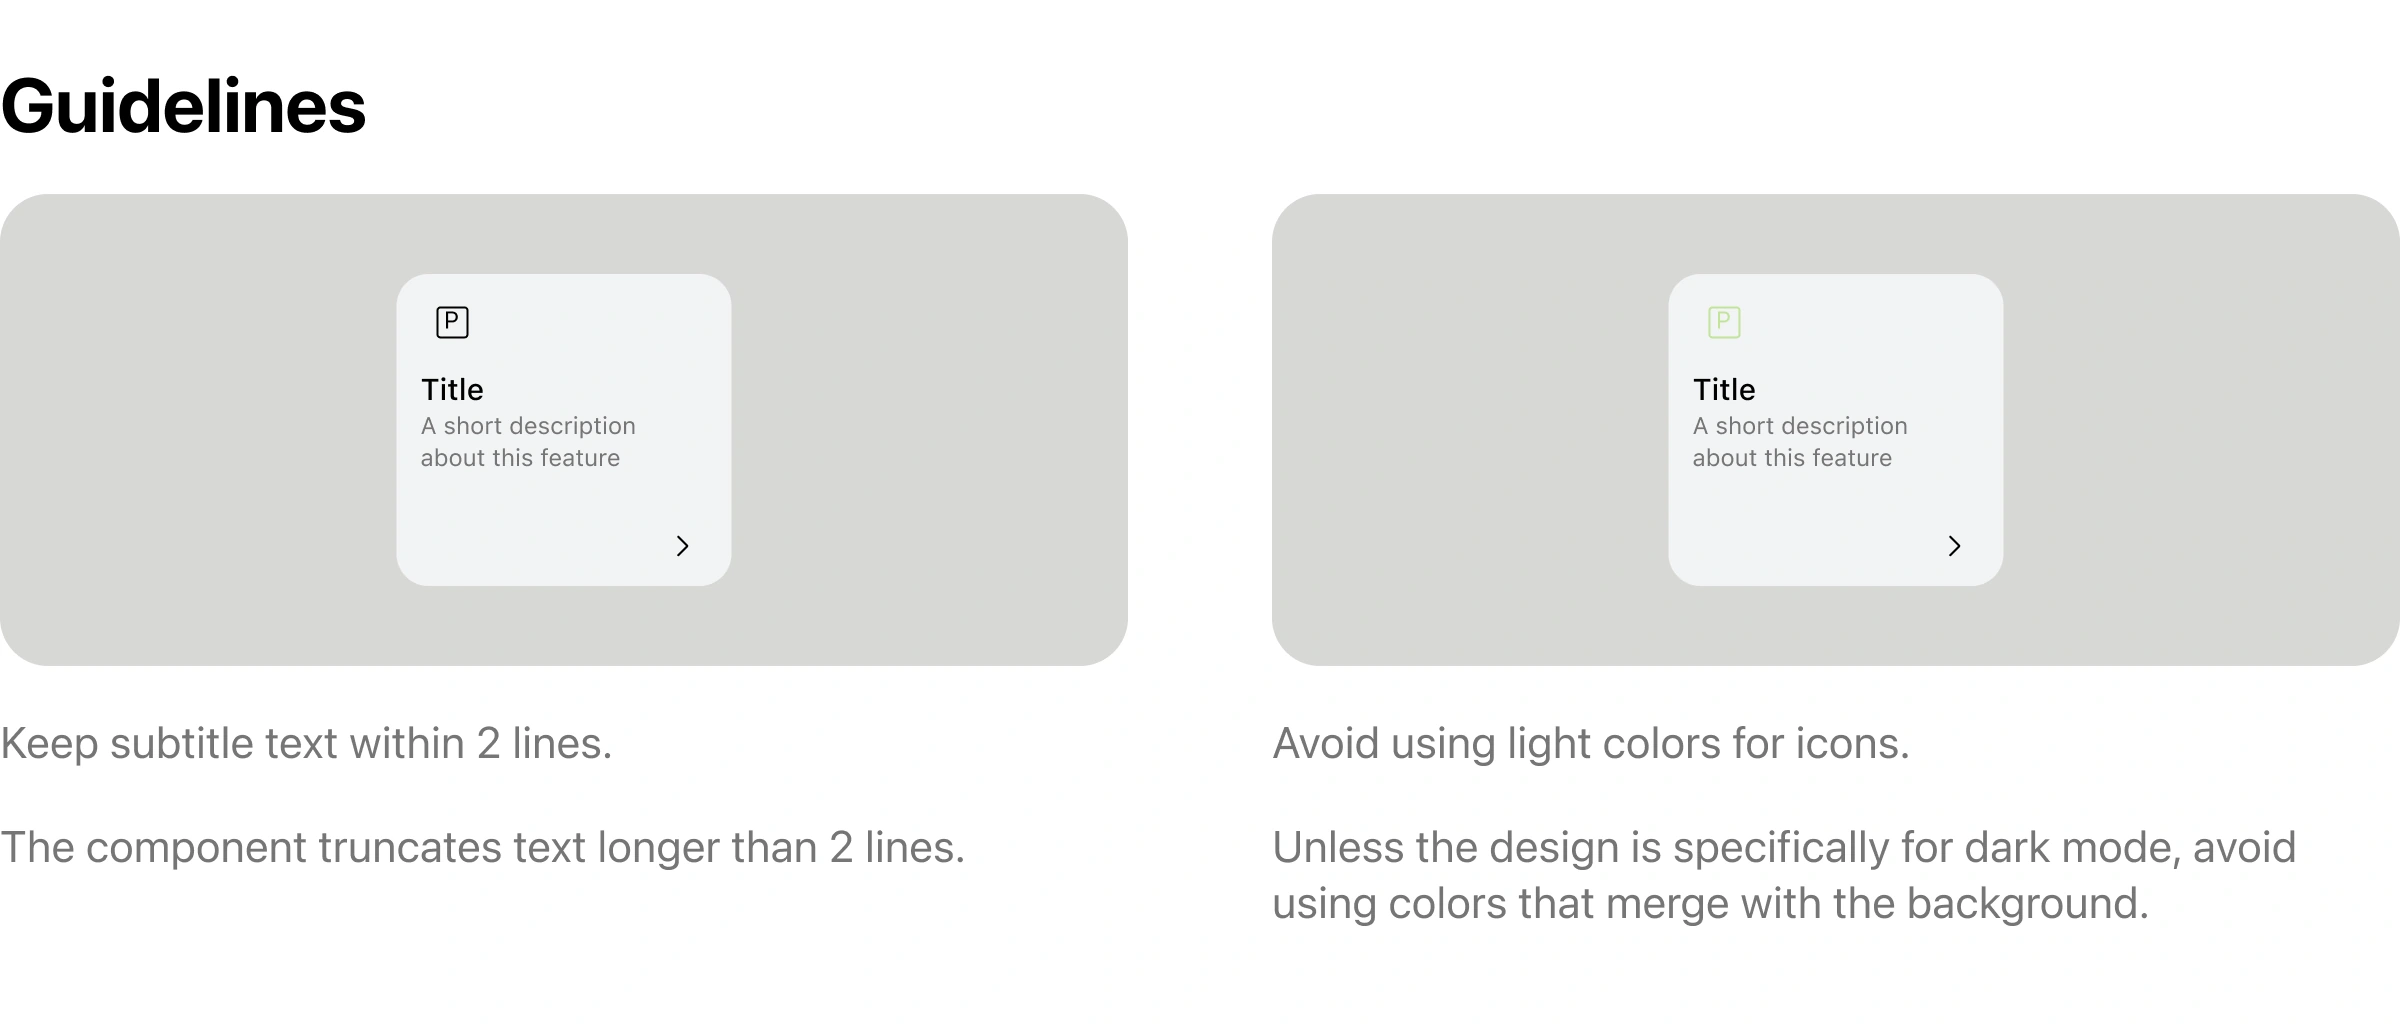 Guidelines
P
Title
A short description
about this feature
Keep subtitle text within 2 lines.
The component truncates text longer than 2 lines.
P
Title
A short description
about this feature
Avoid using light colors for icons.
Unless the design is specifically for dark mode, avoid
using colors that merge with the background.